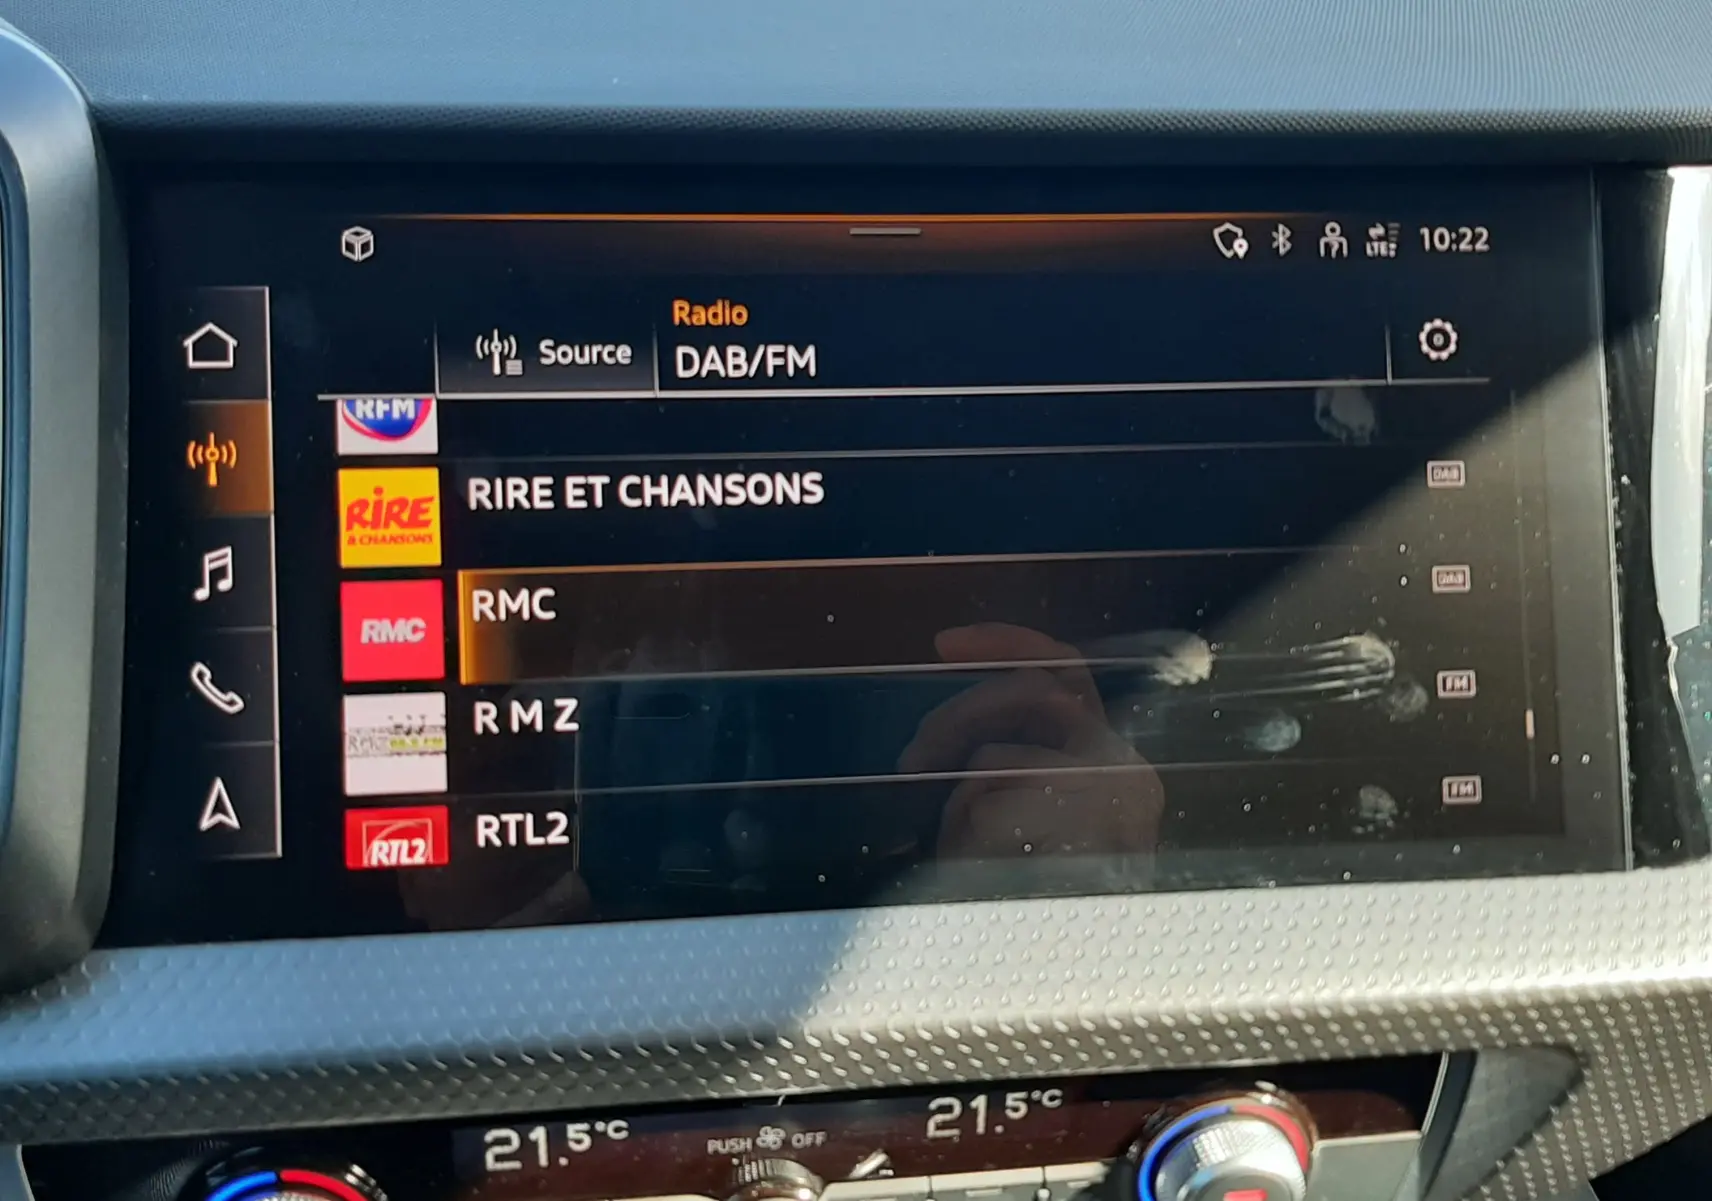 LTE
10:22
Radio
Source
DAB/FM
RFM
RIRE
& CHANSONS
RIRE ET CHANSONS
DAB
RMC
RMC
DAB
RMZ
R M Z
FM
RTL2
RTL2
FM
21.5°C
PUSH OFF
21.5°C